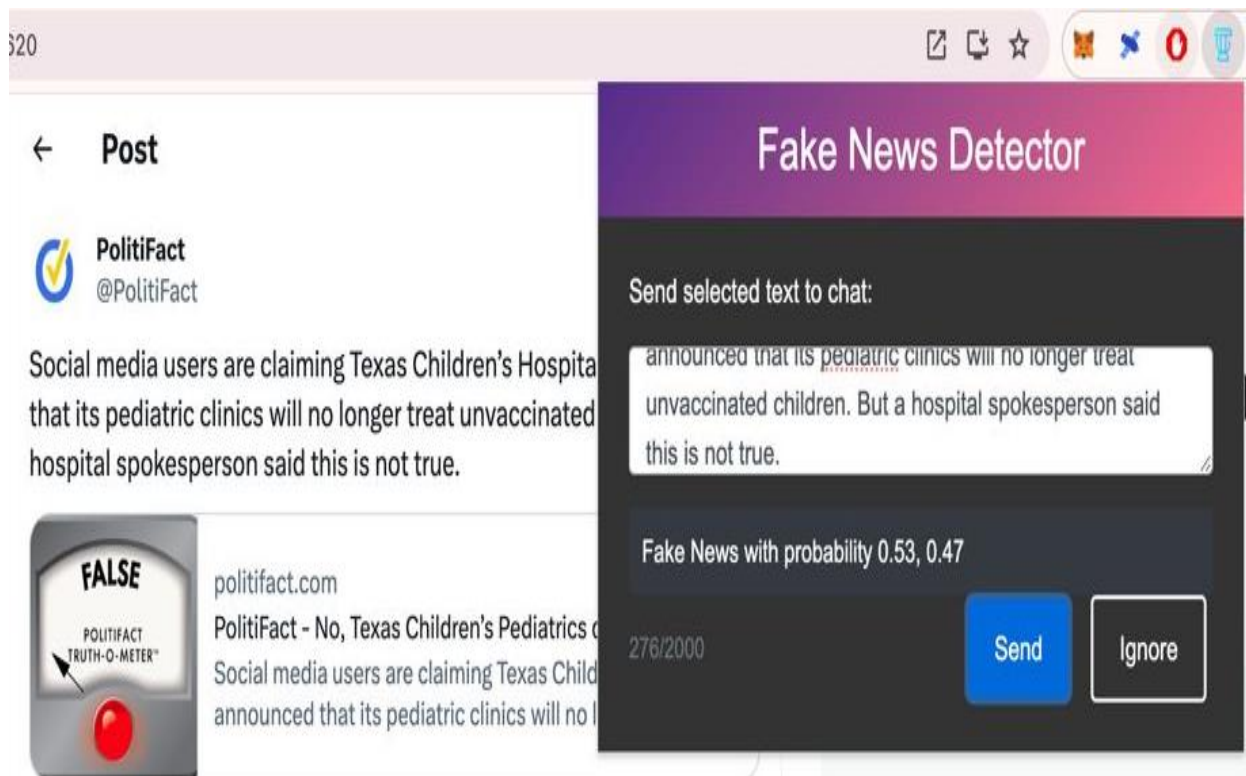 620
← Post
PolitiFact
@PolitiFact
Social media users are claiming Texas Children's Hospita
that its pediatric clinics will no longer treat unvaccinated
hospital spokesperson said this is not true.
FALSE
POLITIFACT
TRUTH-O-METER™
politifact.com
PolitiFact - No, Texas Children's Pediatrics
Social media users are claiming Texas Child
announced that its pediatric clinics will no l
Fake News Detector
Send selected text to chat:
announced that its pediatric clinics will no longer treat
unvaccinated children. But a hospital spokesperson said
this is not true.
Fake News with probability 0.53, 0.47
276/2000
Send
Ignore